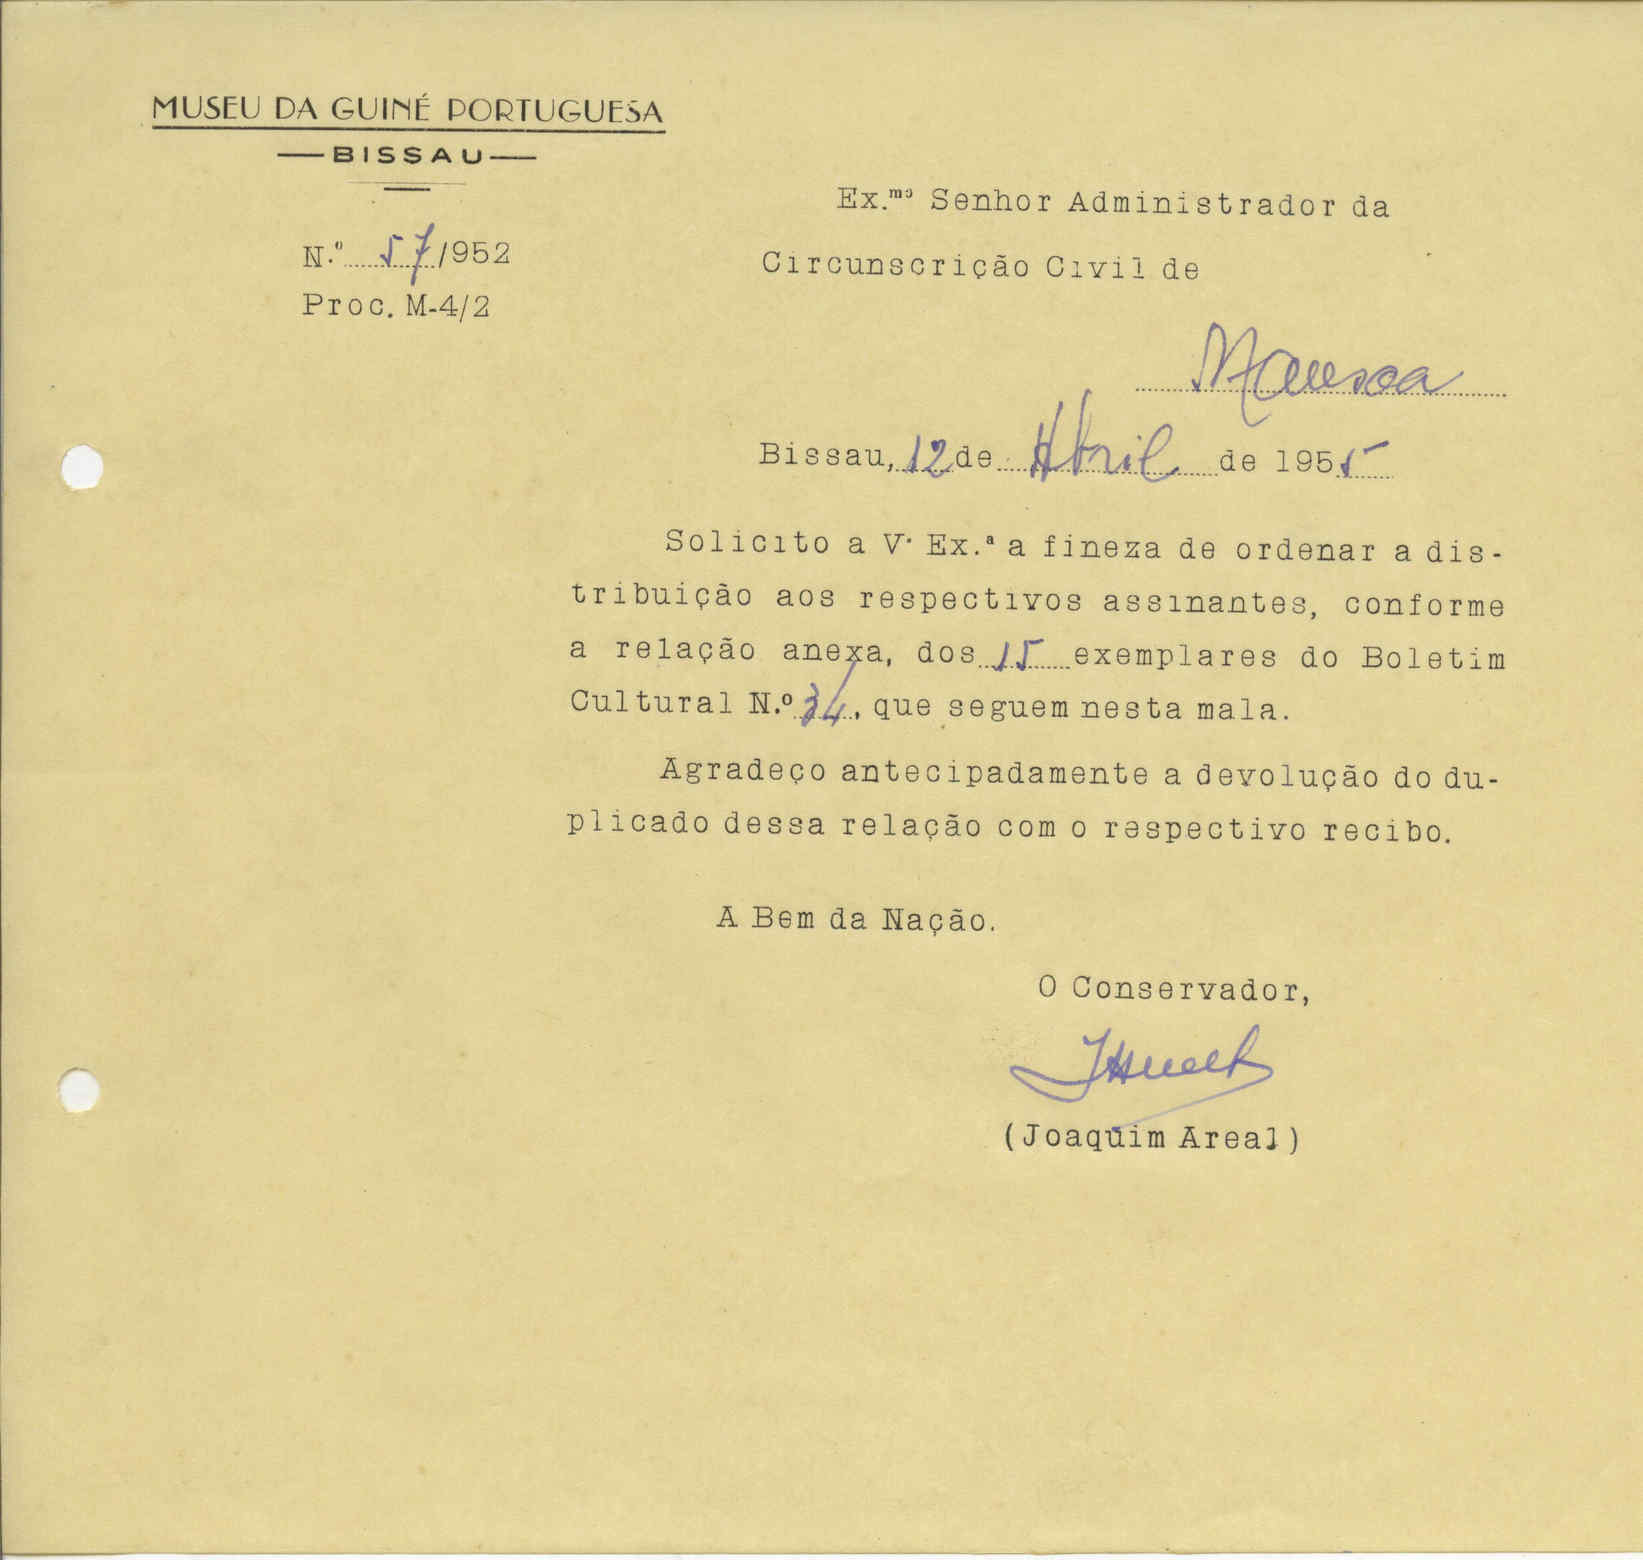 MUSEU DA GUINÉ PORTUGUESA
BISSAU
N.º 57/952
Proc. M-4/2
Ex.mo Senhor Administrador da
Circunscrição Civil de
Mansoa
Bissau, 12 de Abril de 1955
Solicito a V. Ex.ª a fineza de ordenar a dis-
tribuição aos respectivos assinantes, conforme
a relação anexa, dos 15 exemplares do Boletim
Cultural N.º 34, que seguem nesta mala.
Agradeço antecipadamente a devolução do du-
plicado dessa relação com o respectivo recibo.
A Bem da Nação.
O Conservador,
(Joaquim Areal)